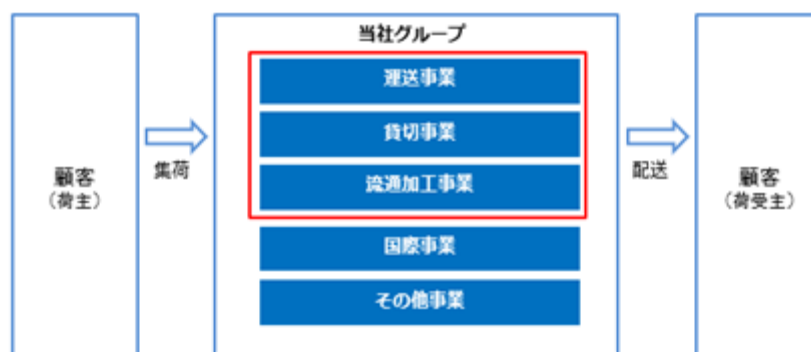 当社グループ
運送事業
貸切事業
流通加工事業
国際事業
その他事業
顧客
（荷主）
集荷
配送
顧客
（荷受主）